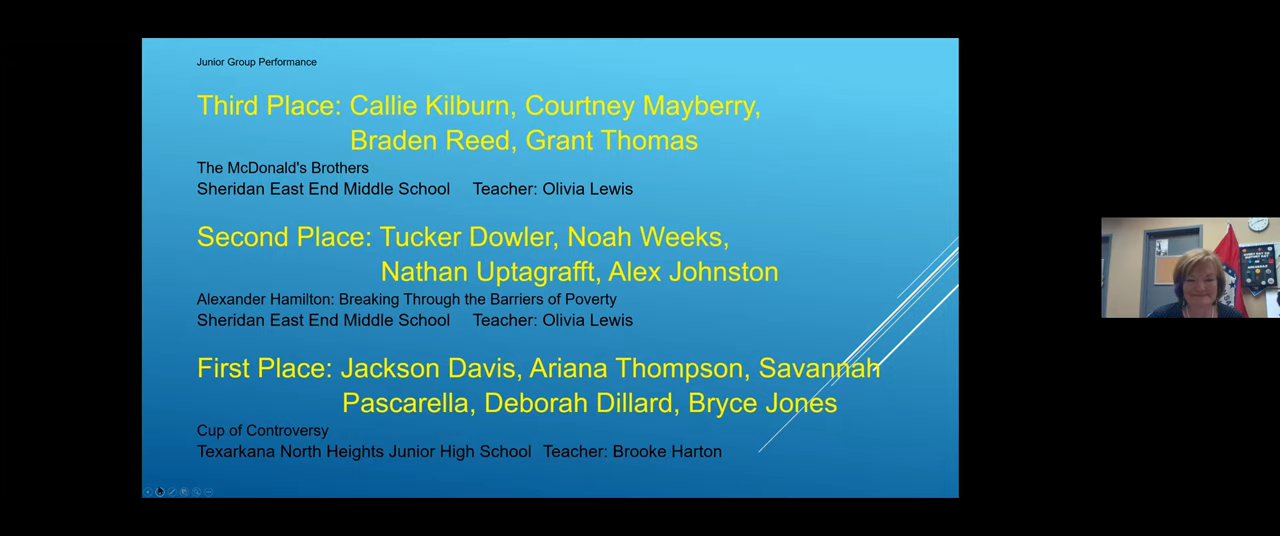 Junior Group Performance
Third Place: Callie Kilburn, Courtney Mayberry,
Braden Reed, Grant Thomas
The McDonald's Brothers
Sheridan East End Middle School Teacher: Olivia Lewis
Second Place: Tucker Dowler, Noah Weeks,
Nathan Uptagrafft, Alex Johnston
Alexander Hamilton: Breaking Through the Barriers of Poverty
Sheridan East End Middle School Teacher: Olivia Lewis
First Place: Jackson Davis, Ariana Thompson, Savannah
Pascarella, Deborah Dillard, Bryce Jones
Cup of Controversy
Texarkana North Heights Junior High School Teacher: Brooke Harton